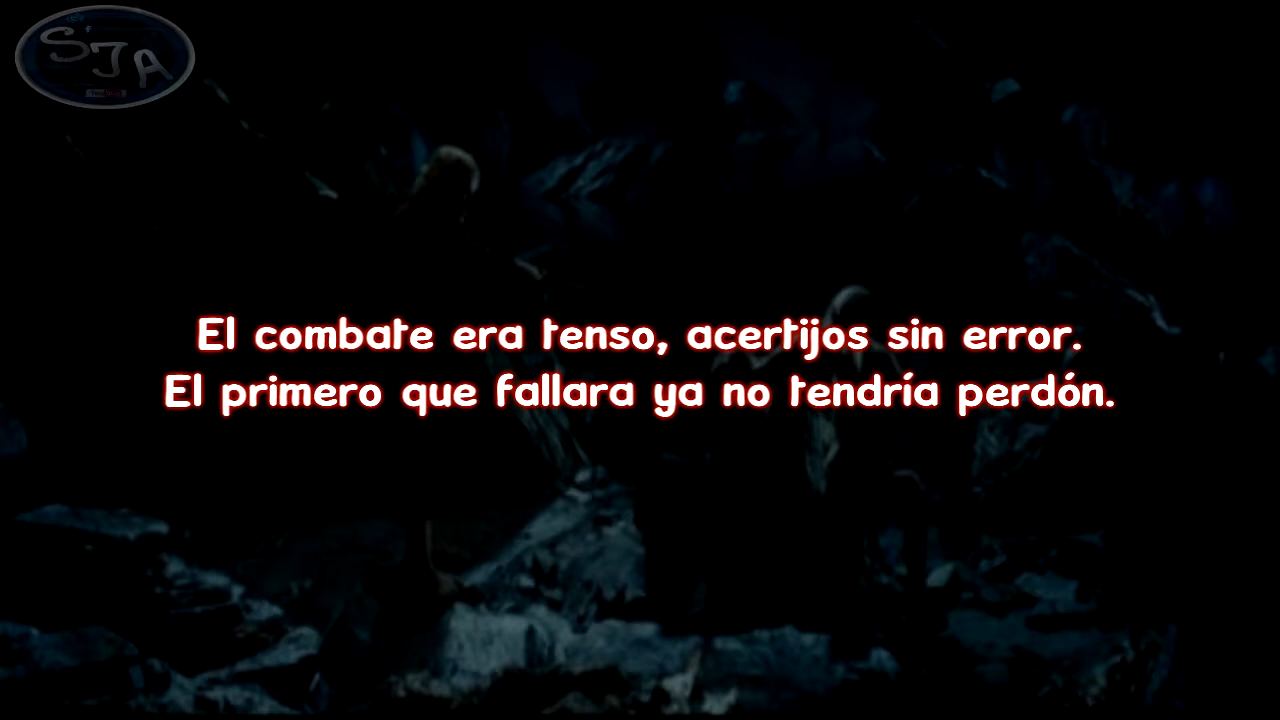 SJA
El combate era tenso, acertijos sin error.
El primero que fallara ya no tendría perdón.